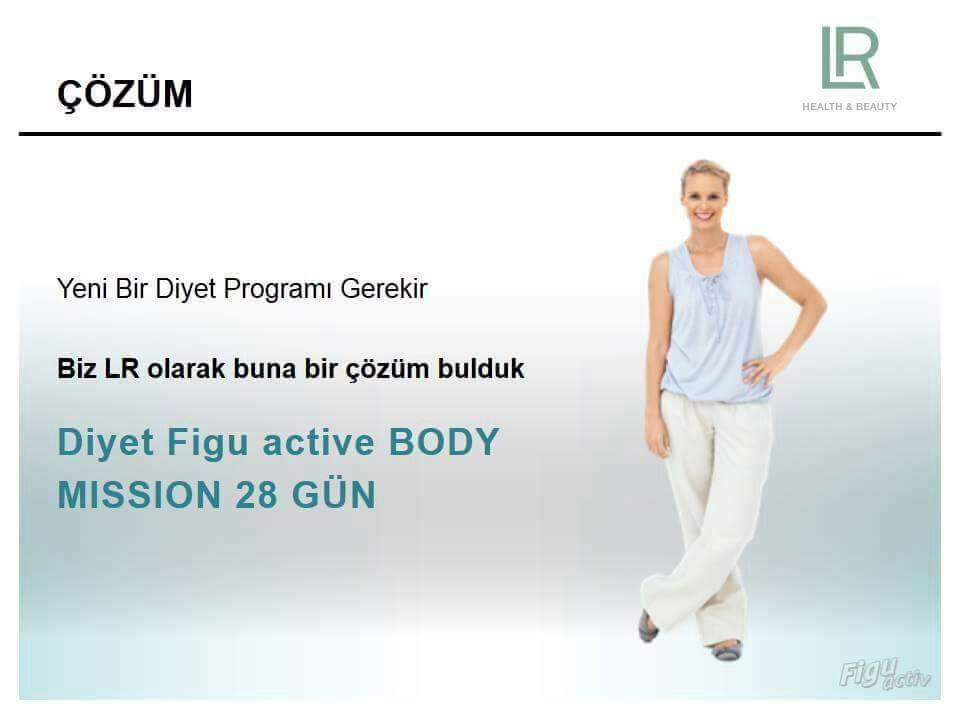 ÇÖZÜM
LR
HEALTH & BEAUTY
Yeni Bir Diyet Programı Gerekir
Biz LR olarak buna bir çözüm bulduk
Diyet Figu active BODY
MISSION 28 GÜN
Figu
activ